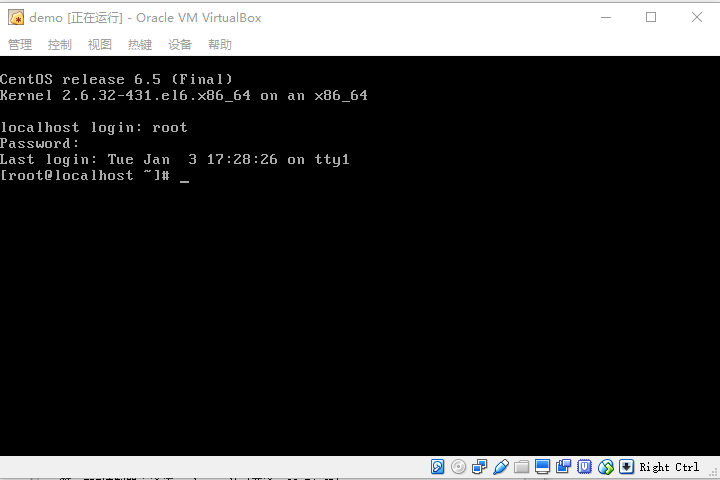 demo [正在运行] - Oracle VM VirtualBox
管理 控制 视图 热键 设备 帮助
CentOS release 6.5 (Final)
Kernel 2.6.32-431.el6.x86_64 on an x86_64
localhost login: root
Password:
Last login: Tue Jan  3 17:28:26 on tty1
[root@localhost ~]# _
Right Ctrl